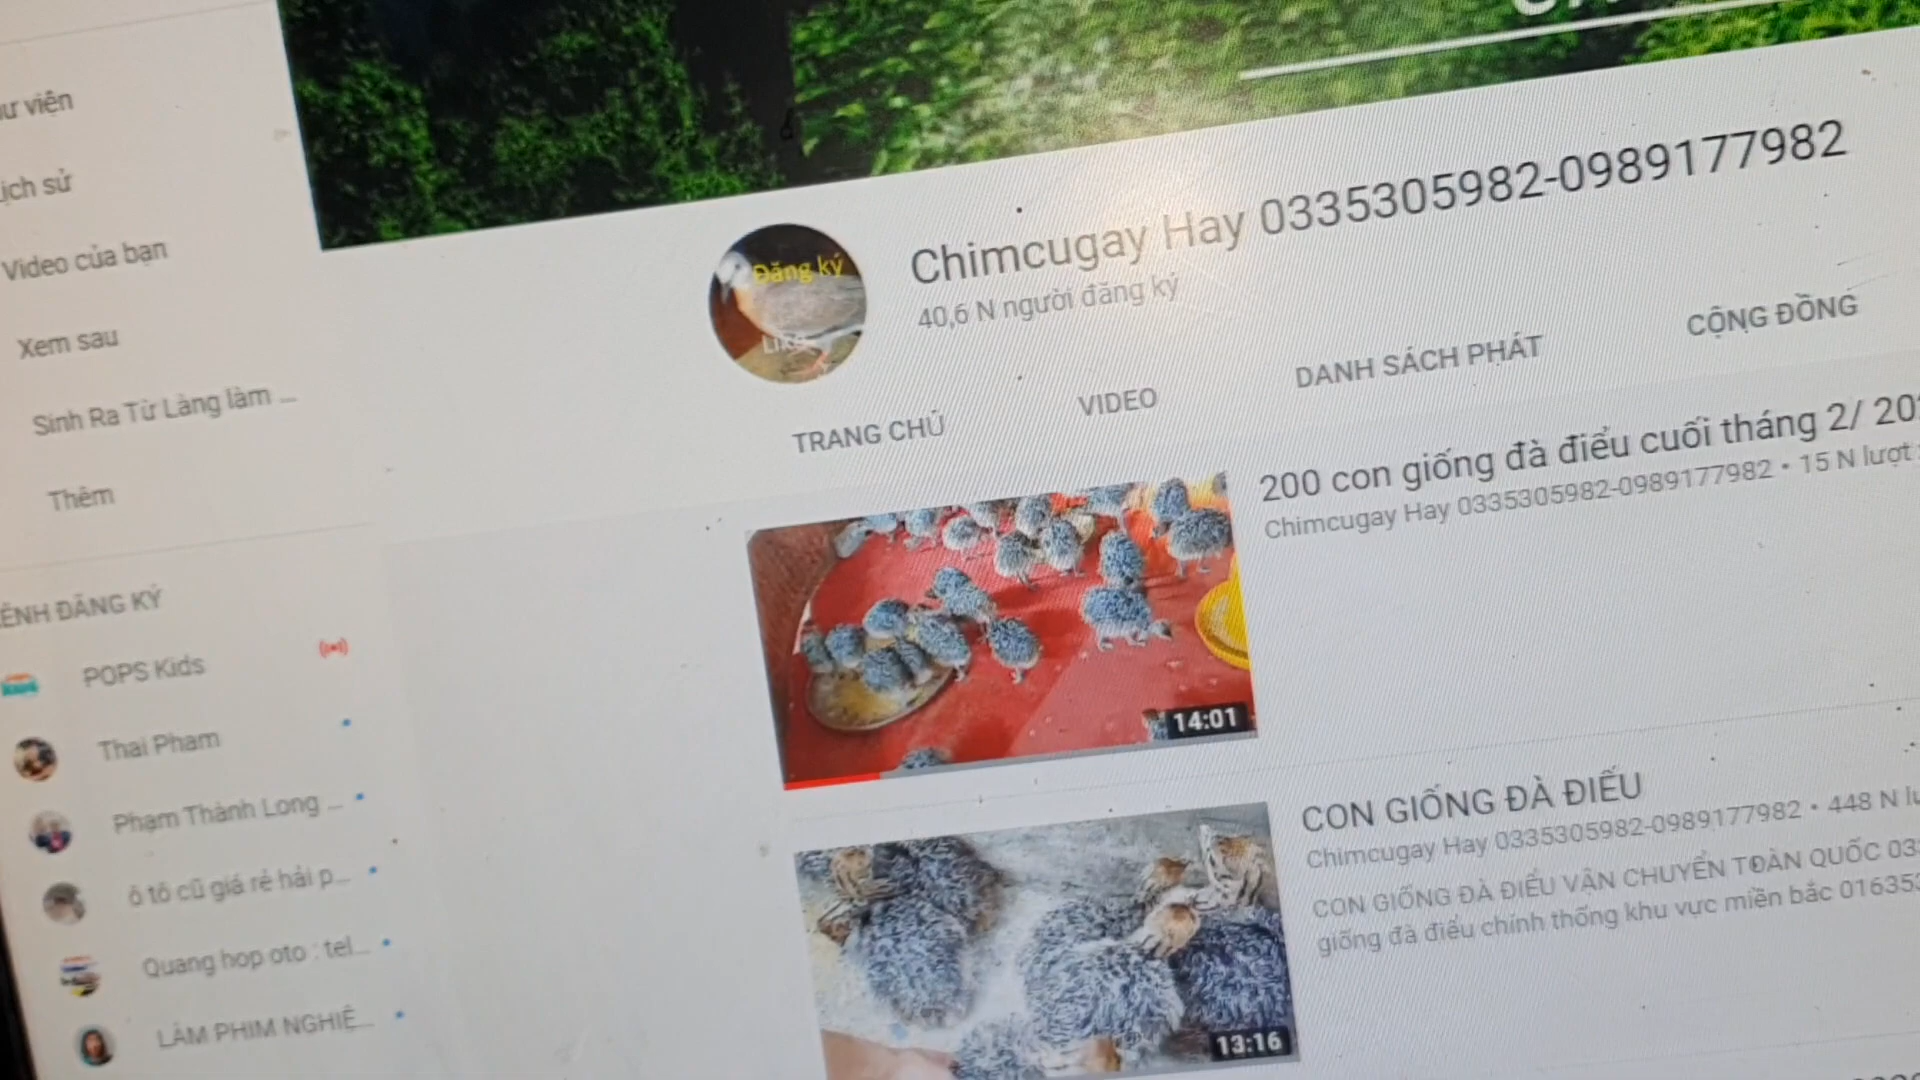 viện
Lịch sử
Video của bạn
Xem sau
Sinh Ra Từ Làng làm ...
Thêm
KÊNH ĐĂNG KÝ
POPS Kids
Thai Pham
Phạm Thành Long ...
ô tô cũ giá rẻ hải p...
Quang hop oto : tel...
LÀM PHIM NGHIỆ...
Đăng ký
Like
Chimcugay Hay 0335305982-0989177982
40,6 N người đăng ký
TRANG CHỦ
VIDEO
DANH SÁCH PHÁT
CỘNG ĐỒNG
14:01
200 con giống đà điểu cuối tháng 2/ 20
Chimcugay Hay 0335305982-0989177982 • 15 N lượt
13:16
CON GIỐNG ĐÀ ĐIỂU
Chimcugay Hay 0335305982-0989177982 • 448 N
CON GIỐNG ĐÀ ĐIỂU VẬN CHUYỂN TOÀN QUỐC 03
giống đà điểu chính thống khu vực miền bắc 01635